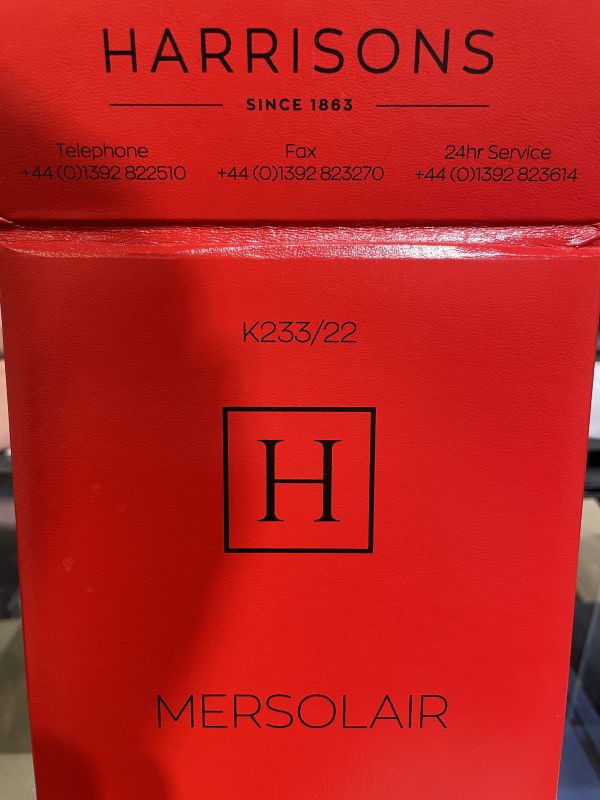 HARRISONS
SINCE 1863
Telephone Fax 24hr Service
+44 (0)1392 822510 +44 (0)1392 823270 +44 (0)1392 823614
K233/22
H
MERSOLAIR